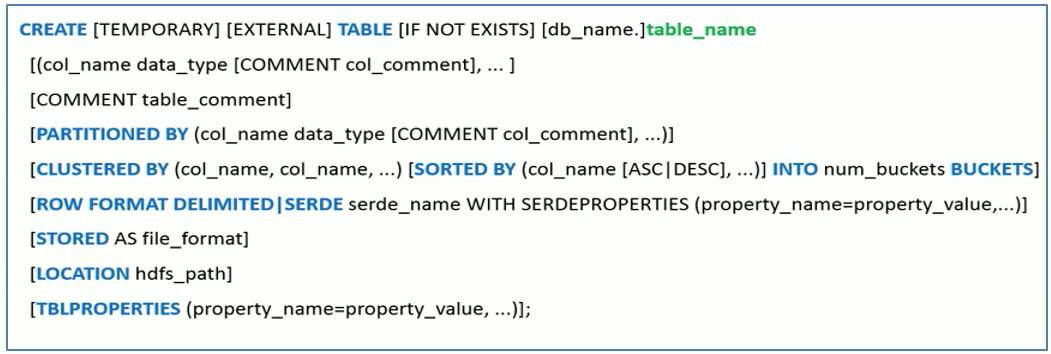 CREATE [TEMPORARY] [EXTERNAL] TABLE [IF NOT EXISTS] [db_name.]table_name
[(col_name data_type [COMMENT col_comment], ... ]
[COMMENT table_comment]
[PARTITIONED BY (col_name data_type [COMMENT col_comment], ...)]
[CLUSTERED BY (col_name, col_name, ...) [SORTED BY (col_name [ASC|DESC], ...)] INTO num_buckets BUCKETS]
[ROW FORMAT DELIMITED|SERDE serde_name WITH SERDEPROPERTIES (property_name=property_value,...)]
[STORED AS file_format]
[LOCATION hdfs_path]
[TBLPROPERTIES (property_name=property_value, ...)];